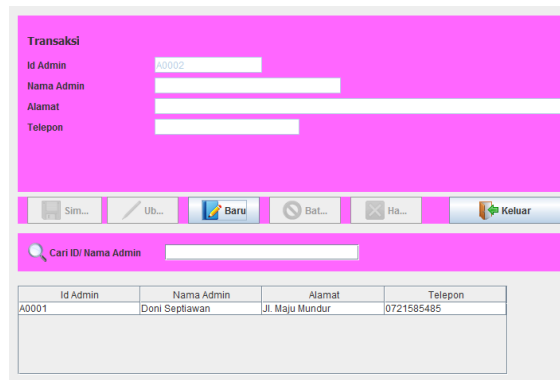 Transaksi
Id Admin A0002
Nama Admin
Alamat
Telepon
Sim... Ub... Baru Bat... Ha... Keluar
Cari ID/ Nama Admin
Id Admin Nama Admin Alamat Telepon
A0001 Doni Septiawan Jl. Maju Mundur 0721585485